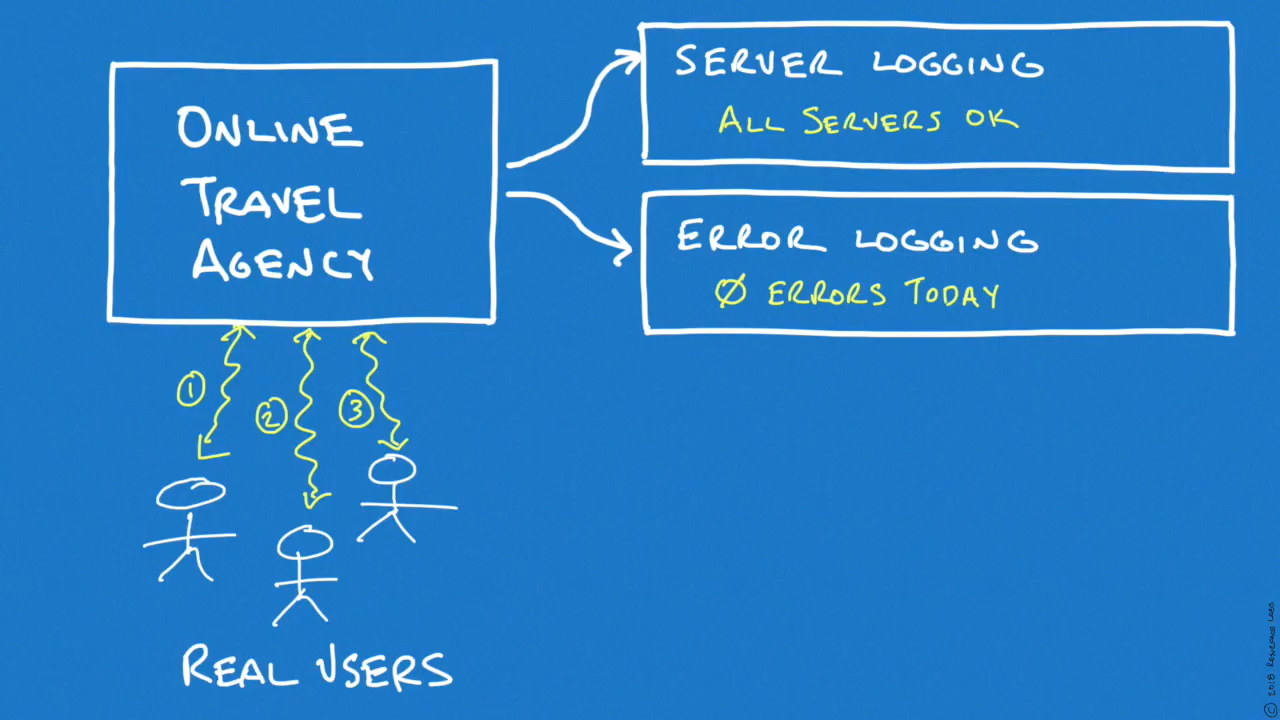 ONLINE
TRAVEL
AGENCY
SERVER LOGGING
ALL SERVERS OK
ERROR LOGGING
Ø ERRORS TODAY
1
2
3
REAL USERS